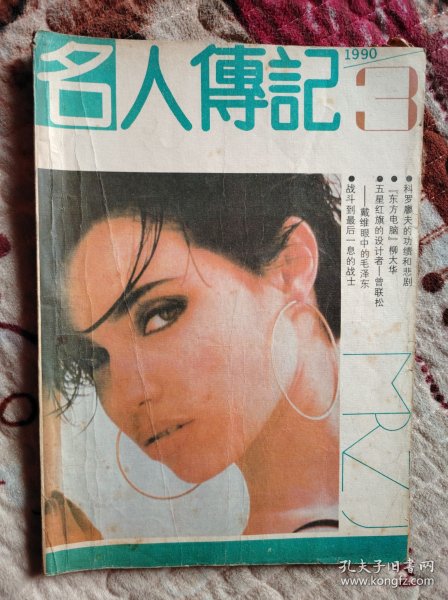 名人傳記
1990
3
●科罗廖夫的功绩和悲剧
●『东方电脑』柳大华
●五星红旗的设计者—曾联松
●——戴维眼中的毛泽东
●战斗到最后一息的战士
MRZJ
孔夫子旧书网
www.kongfz.com